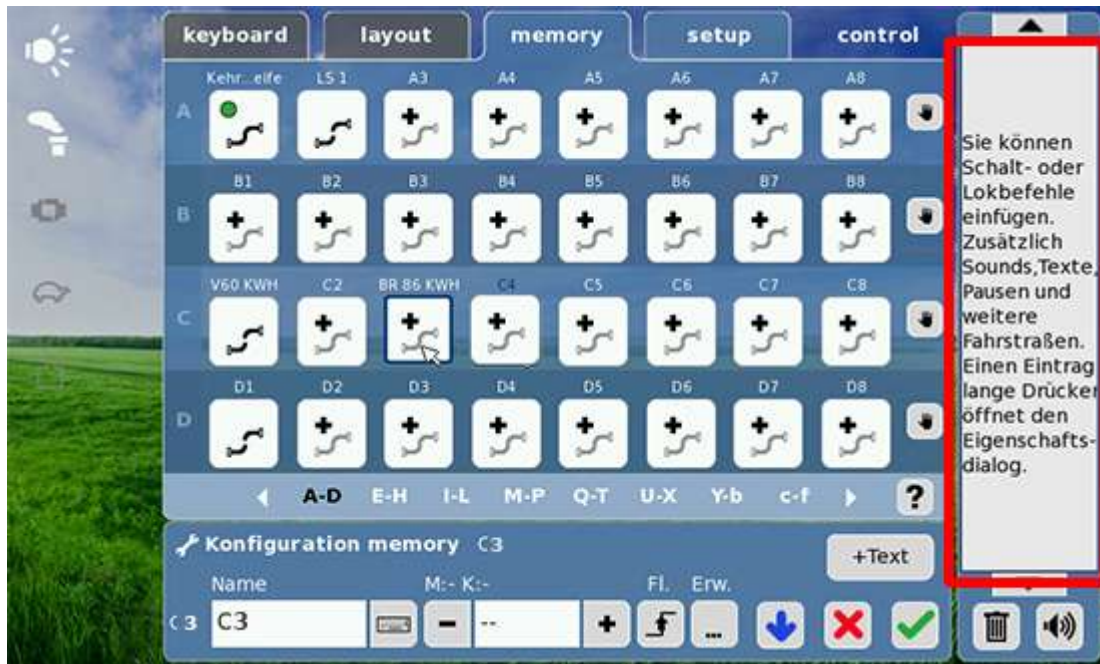 keyboard layout memory setup control
Kehr...eife LS 1 A3 A4 A5 A6 A7 A8
A
B1 B2 B3 B4 B5 B6 B7 B8
B
V60 KWH C2 BR 86 KWH C4 C5 C6 C7 C8
C
D1 D2 D3 D4 D5 D6 D7 D8
D
A-D E-H I-L M-P Q-T U-X Y-b c-f ?
Konfiguration memory C3
+Text
Name M:- K:- Fl. Erw.
C3 C3 -- ...
Sie können
Schalt- oder
Lokbefehle
einfügen.
Zusätzlich
Sounds,Texte,
Pausen und
weitere
Fahrstraßen.
Einen Eintrag
lange Drücken
öffnet den
Eigenschafts-
dialog.